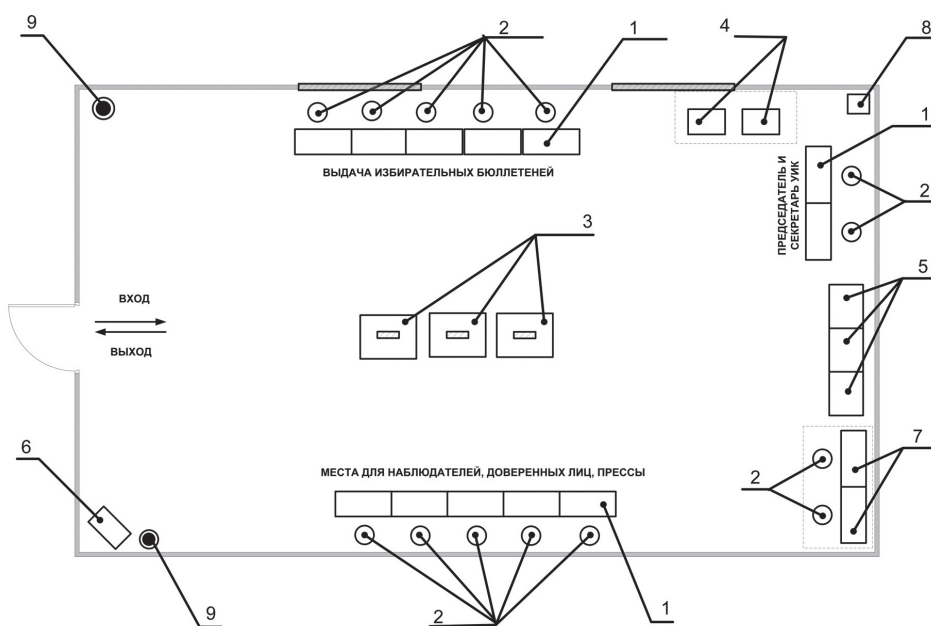 9
2
1
4
8
1
ВЫДАЧА ИЗБИРАТЕЛЬНЫХ БЮЛЛЕТЕНЕЙ
ПРЕДСЕДАТЕЛЬ И
СЕКРЕТАРЬ УИК
2
3
5
ВХОД
ВЫХОД
6
МЕСТА ДЛЯ НАБЛЮДАТЕЛЕЙ, ДОВЕРЕННЫХ ЛИЦ, ПРЕССЫ
7
2
9
2
1